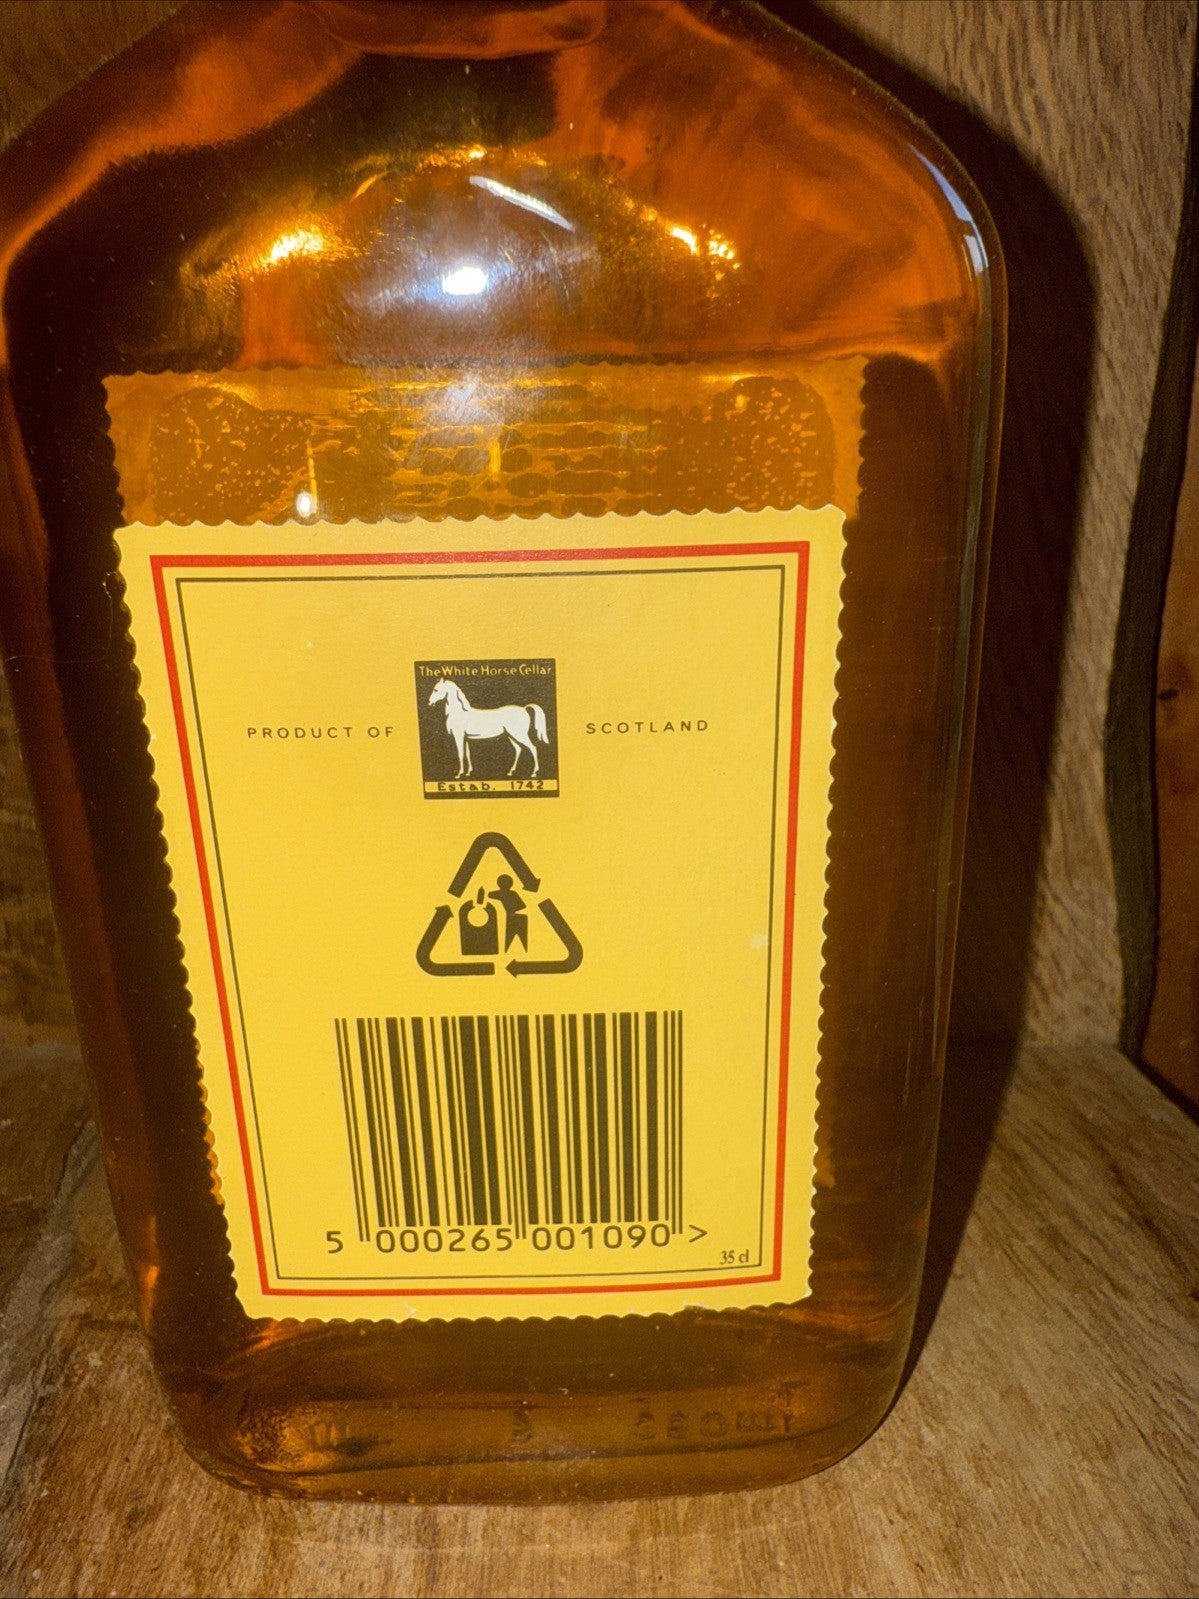 The White Horse Cellar
PRODUCT OF SCOTLAND
Estab. 1742
5 000265 001090 >
35 cl